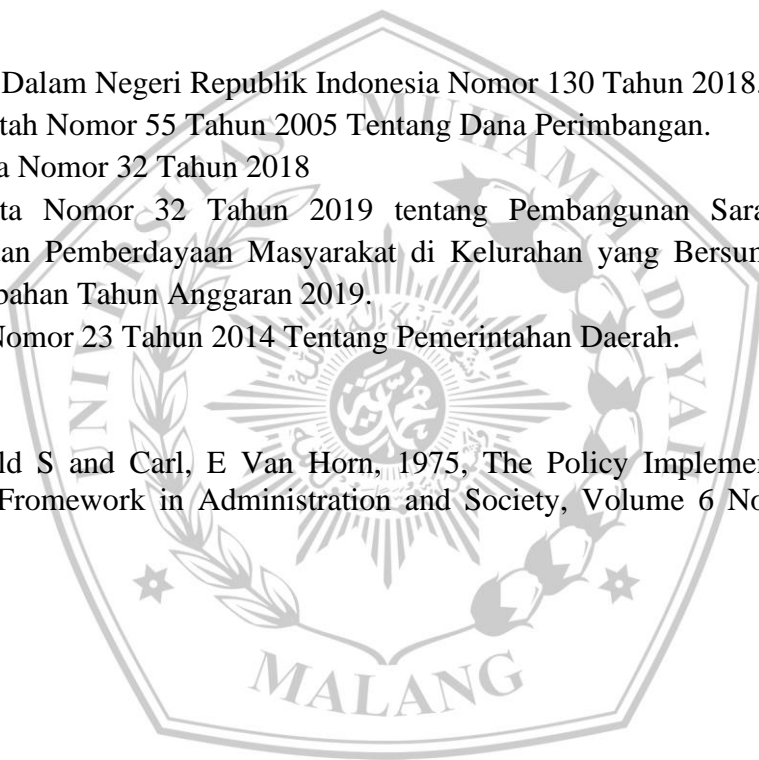 Dalam Negeri Republik Indonesia Nomor 130 Tahun 2018.
tah Nomor 55 Tahun 2005 Tentang Dana Perimbangan.
a Nomor 32 Tahun 2018
ta Nomor 32 Tahun 2019 tentang Pembangunan Sara
an Pemberdayaan Masyarakat di Kelurahan yang Bersum
bahan Tahun Anggaran 2019.
Nomor 23 Tahun 2014 Tentang Pemerintahan Daerah.
ld S and Carl, E Van Horn, 1975, The Policy Implemen
Fromework in Administration and Society, Volume 6 No
UNIVERSITAS MUHAMMADIYAH
MALANG